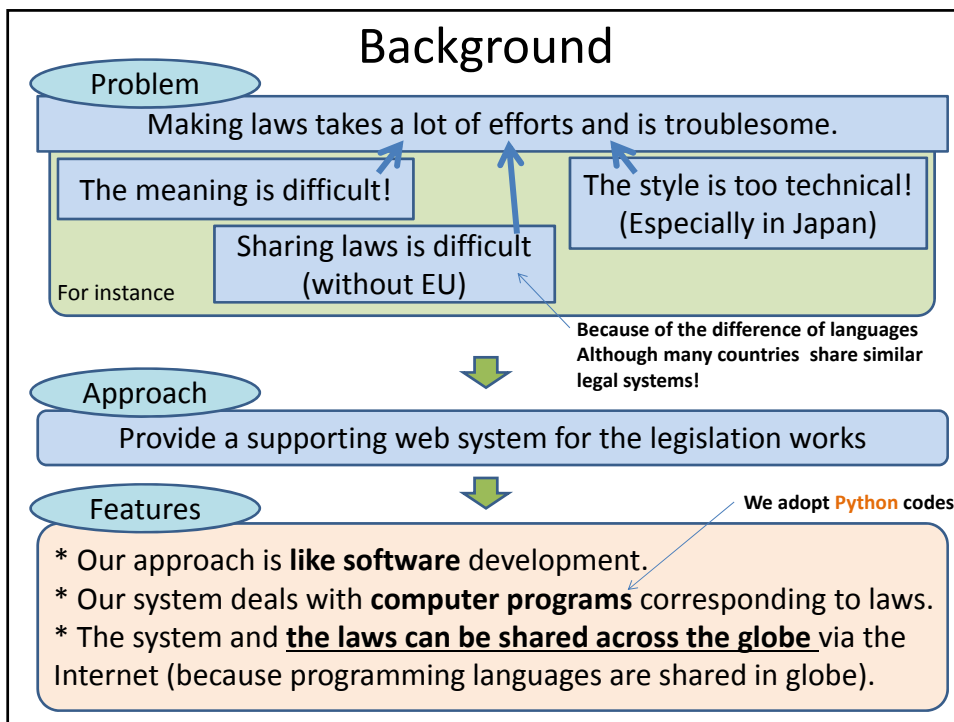 Background
Problem
Making laws takes a lot of efforts and is troublesome.
The meaning is difficult!
The style is too technical!
(Especially in Japan)
Sharing laws is difficult
(without EU)
For instance
Because of the difference of languages
Although many countries share similar
legal systems!
Approach
Provide a supporting web system for the legislation works
Features
We adopt Python codes
* Our approach is like software development.
* Our system deals with computer programs corresponding to laws.
* The system and the laws can be shared across the globe via the
Internet (because programming languages are shared in globe).